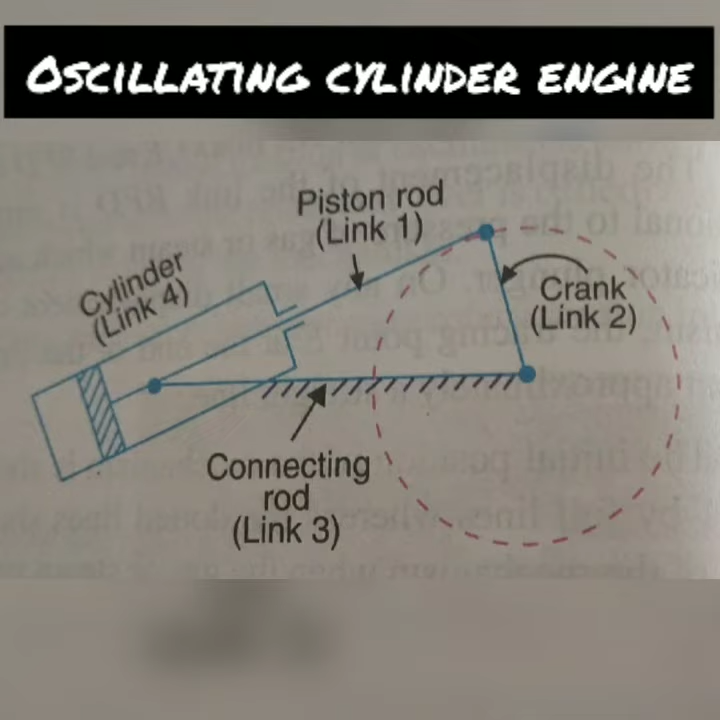 OSCILLATING CYLINDER ENGINE
Piston rod
(Link 1)
Cylinder
(Link 4)
Crank
(Link 2)
Connecting
rod
(Link 3)